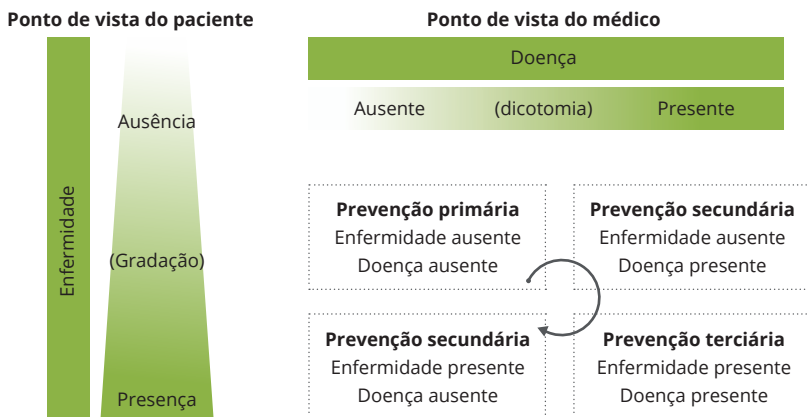 Ponto de vista do paciente
Enfermidade
Ausência
(Gradação)
Presença
Ponto de vista do médico
Doença
Ausente (dicotomia) Presente
Prevenção primária
Enfermidade ausente
Doença ausente
Prevenção secundária
Enfermidade ausente
Doença presente
Prevenção secundária
Enfermidade presente
Doença ausente
Prevenção terciária
Enfermidade presente
Doença presente